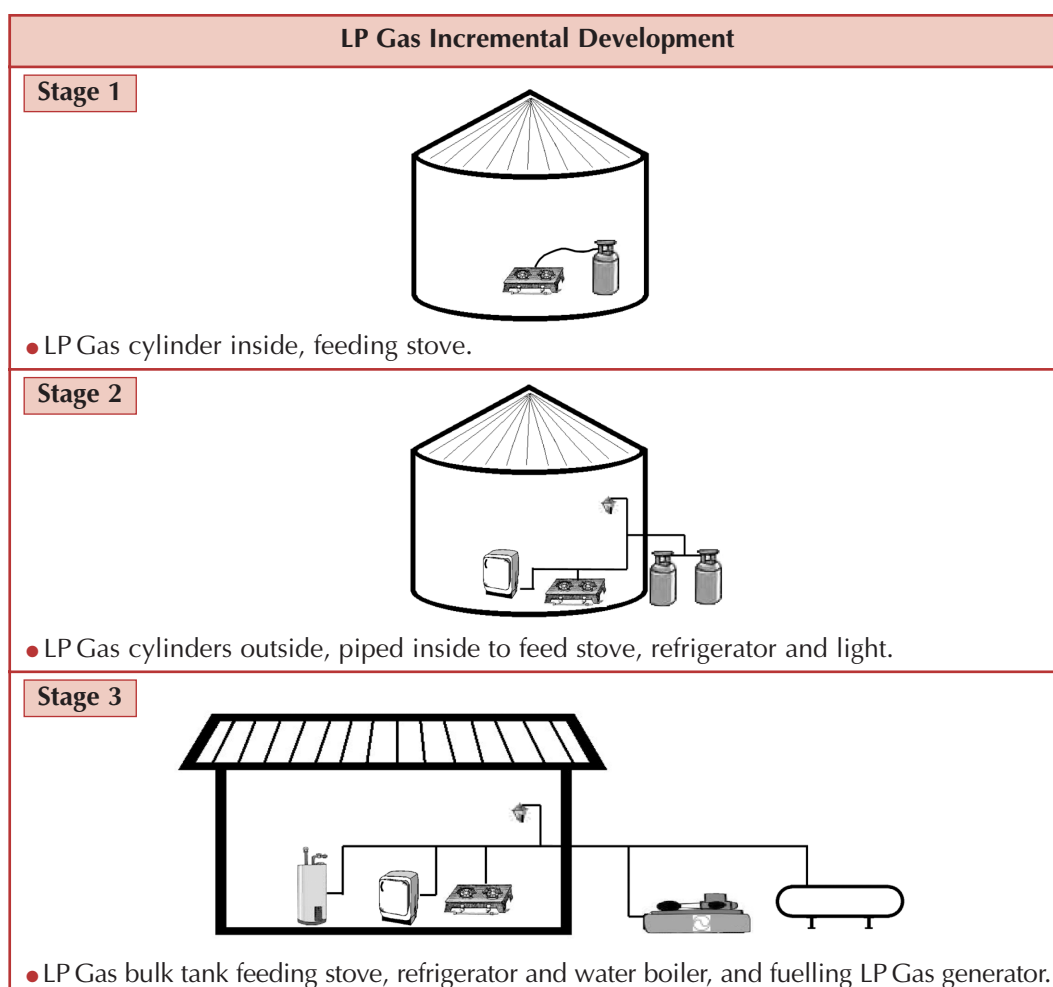 LP Gas Incremental Development
Stage 1
● LP Gas cylinder inside, feeding stove.
Stage 2
● LP Gas cylinders outside, piped inside to feed stove, refrigerator and light.
Stage 3
● LP Gas bulk tank feeding stove, refrigerator and water boiler, and fuelling LP Gas generator.